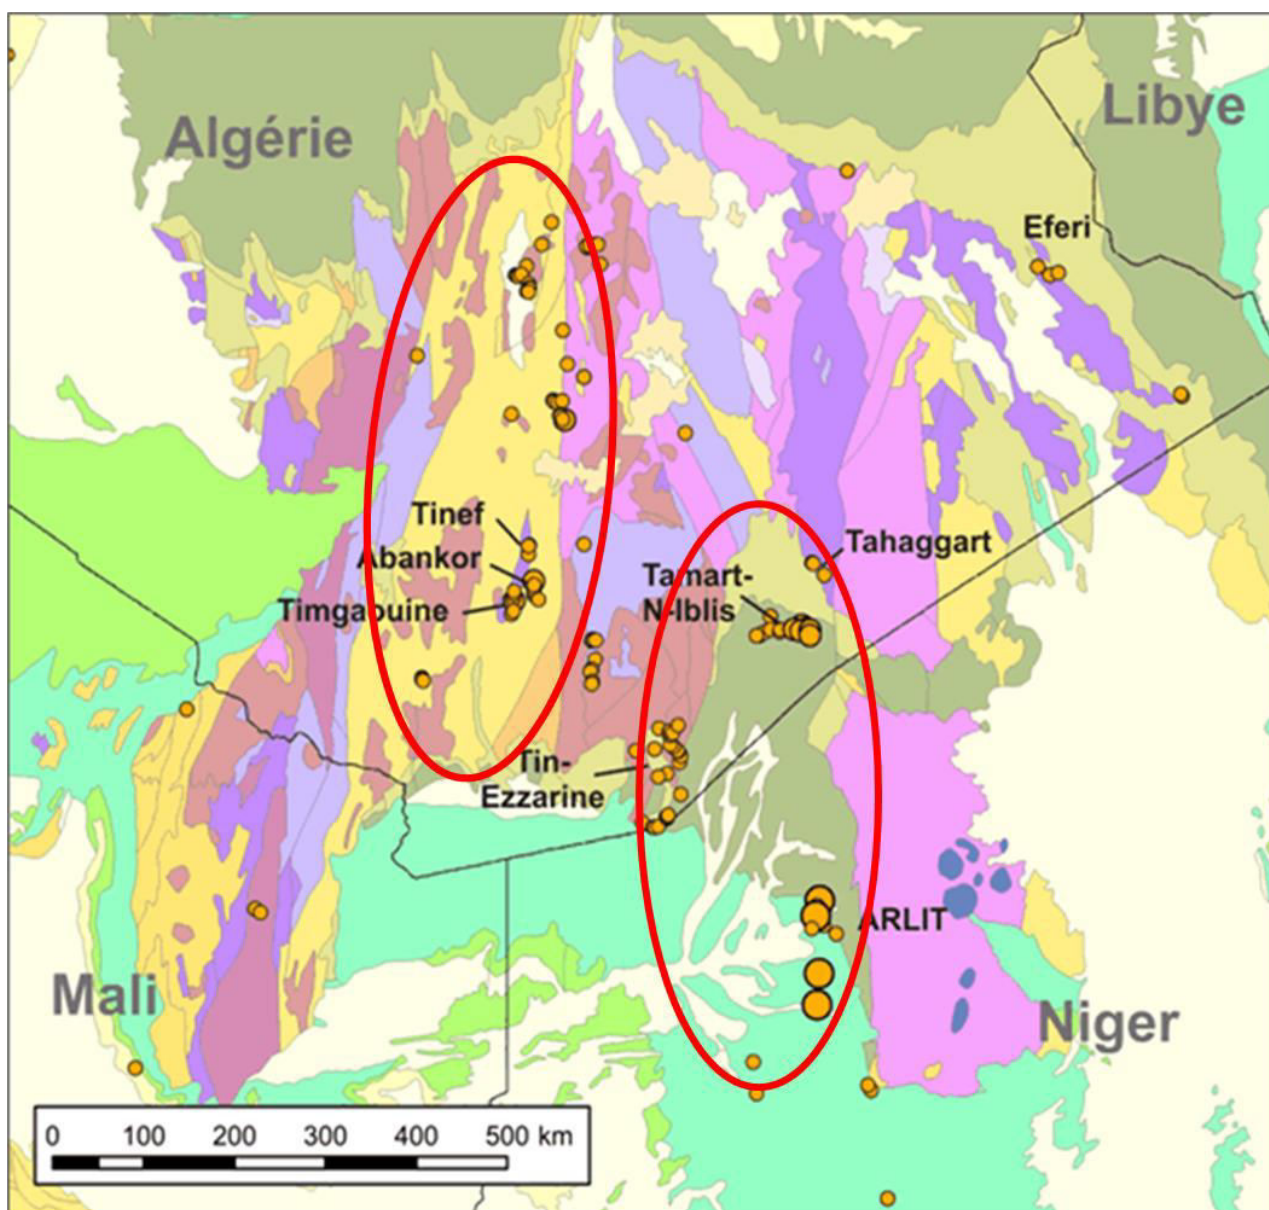 Algérie
Libye
Eferi
Tinef
Abankor
Timgaouine
Tahaggart
Tamart-
N-Iblis
Tin-
Ezzarine
ARLIT
Mali
Niger
0 100 200 300 400 500 km